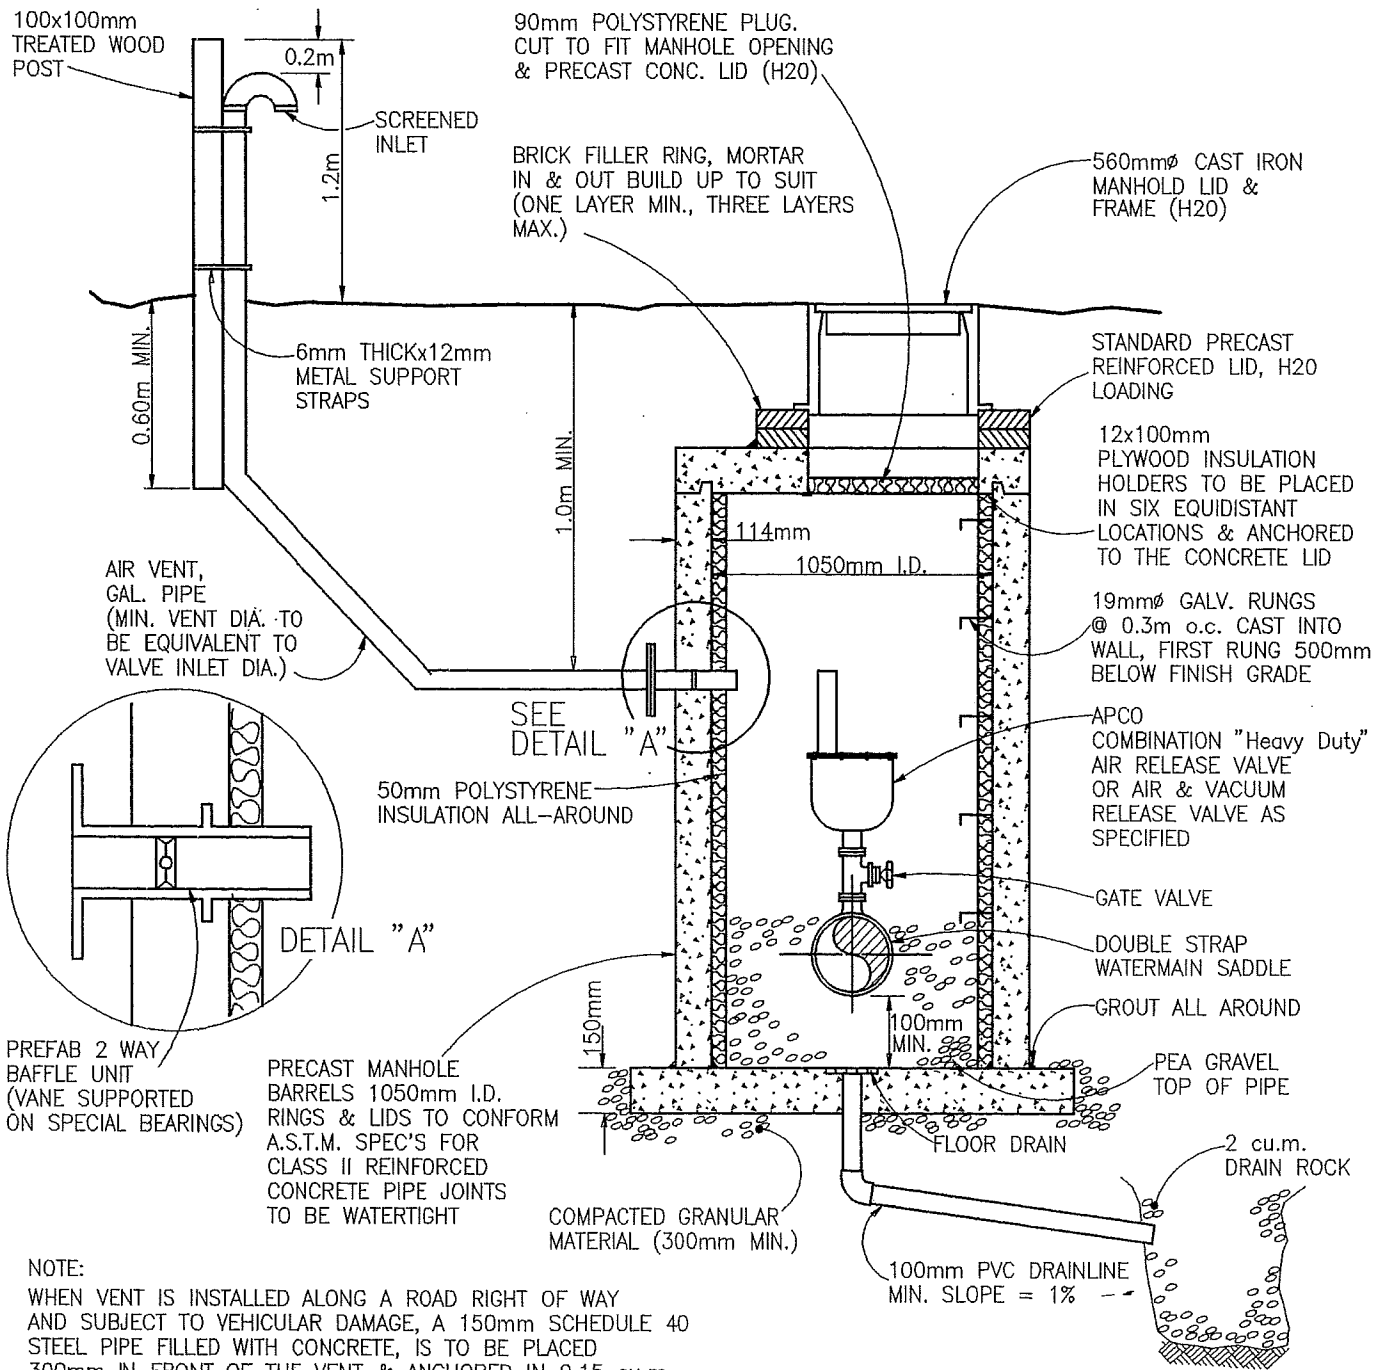 100x100mm
TREATED WOOD
POST
0.2m
1.2m
SCREENED
INLET
90mm POLYSTYRENE PLUG.
CUT TO FIT MANHOLE OPENING
& PRECAST CONC. LID (H20)
BRICK FILLER RING, MORTAR
IN & OUT BUILD UP TO SUIT
(ONE LAYER MIN., THREE LAYERS
MAX.)
560mmø CAST IRON
MANHOLD LID &
FRAME (H20)
0.60m MIN.
6mm THICKx12mm
METAL SUPPORT
STRAPS
1.0m MIN.
STANDARD PRECAST
REINFORCED LID, H20
LOADING
12x100mm
PLYWOOD INSULATION
HOLDERS TO BE PLACED
IN SIX EQUIDISTANT
LOCATIONS & ANCHORED
TO THE CONCRETE LID
114mm
1050mm I.D.
AIR VENT,
GAL. PIPE
(MIN. VENT DIA. TO
BE EQUIVALENT TO
VALVE INLET DIA.)
19mmø GALV. RUNGS
@ 0.3m o.c. CAST INTO
WALL, FIRST RUNG 500mm
BELOW FINISH GRADE
SEE
DETAIL "A"
50mm POLYSTYRENE
INSULATION ALL-AROUND
APCO
COMBINATION "Heavy Duty"
AIR RELEASE VALVE
OR AIR & VACUUM
RELEASE VALVE AS
SPECIFIED
GATE VALVE
DETAIL "A"
DOUBLE STRAP
WATERMAIN SADDLE
GROUT ALL AROUND
150mm
100mm
MIN.
PREFAB 2 WAY
BAFFLE UNIT
(VANE SUPPORTED
ON SPECIAL BEARINGS)
PRECAST MANHOLE
BARRELS 1050mm I.D.
RINGS & LIDS TO CONFORM
A.S.T.M. SPEC'S FOR
CLASS II REINFORCED
CONCRETE PIPE JOINTS
TO BE WATERTIGHT
PEA GRAVEL
TOP OF PIPE
FLOOR DRAIN
2 cu.m.
DRAIN ROCK
COMPACTED GRANULAR
MATERIAL (300mm MIN.)
100mm PVC DRAINLINE
MIN. SLOPE = 1%
NOTE:
WHEN VENT IS INSTALLED ALONG A ROAD RIGHT OF WAY
AND SUBJECT TO VEHICULAR DAMAGE, A 150mm SCHEDULE 40
STEEL PIPE FILLED WITH CONCRETE, IS TO BE PLACED
300mm IN FRONT OF THE VENT & ANCHORED IN 0.15 cu.m.